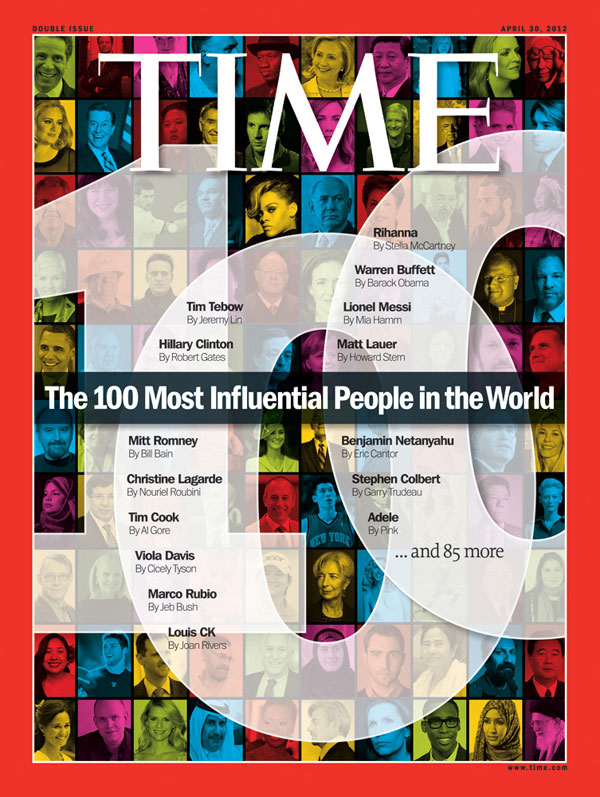 DOUBLE ISSUE
APRIL 30, 2012
TIME
100
Rihanna
By Stella McCartney
Warren Buffett
By Barack Obama
Tim Tebow
By Jeremy Lin
Lionel Messi
By Mia Hamm
Hillary Clinton
By Robert Gates
Matt Lauer
By Howard Stern
The 100 Most Influential People in the World
Mitt Romney
By Bill Bain
Christine Lagarde
By Nouriel Roubini
Tim Cook
By Al Gore
Viola Davis
By Cicely Tyson
Marco Rubio
By Jeb Bush
Louis CK
By Joan Rivers
Benjamin Netanyahu
By Eric Cantor
Stephen Colbert
By Garry Trudeau
Adele
By Pink
... and 85 more
NEW YORK
www.time.com